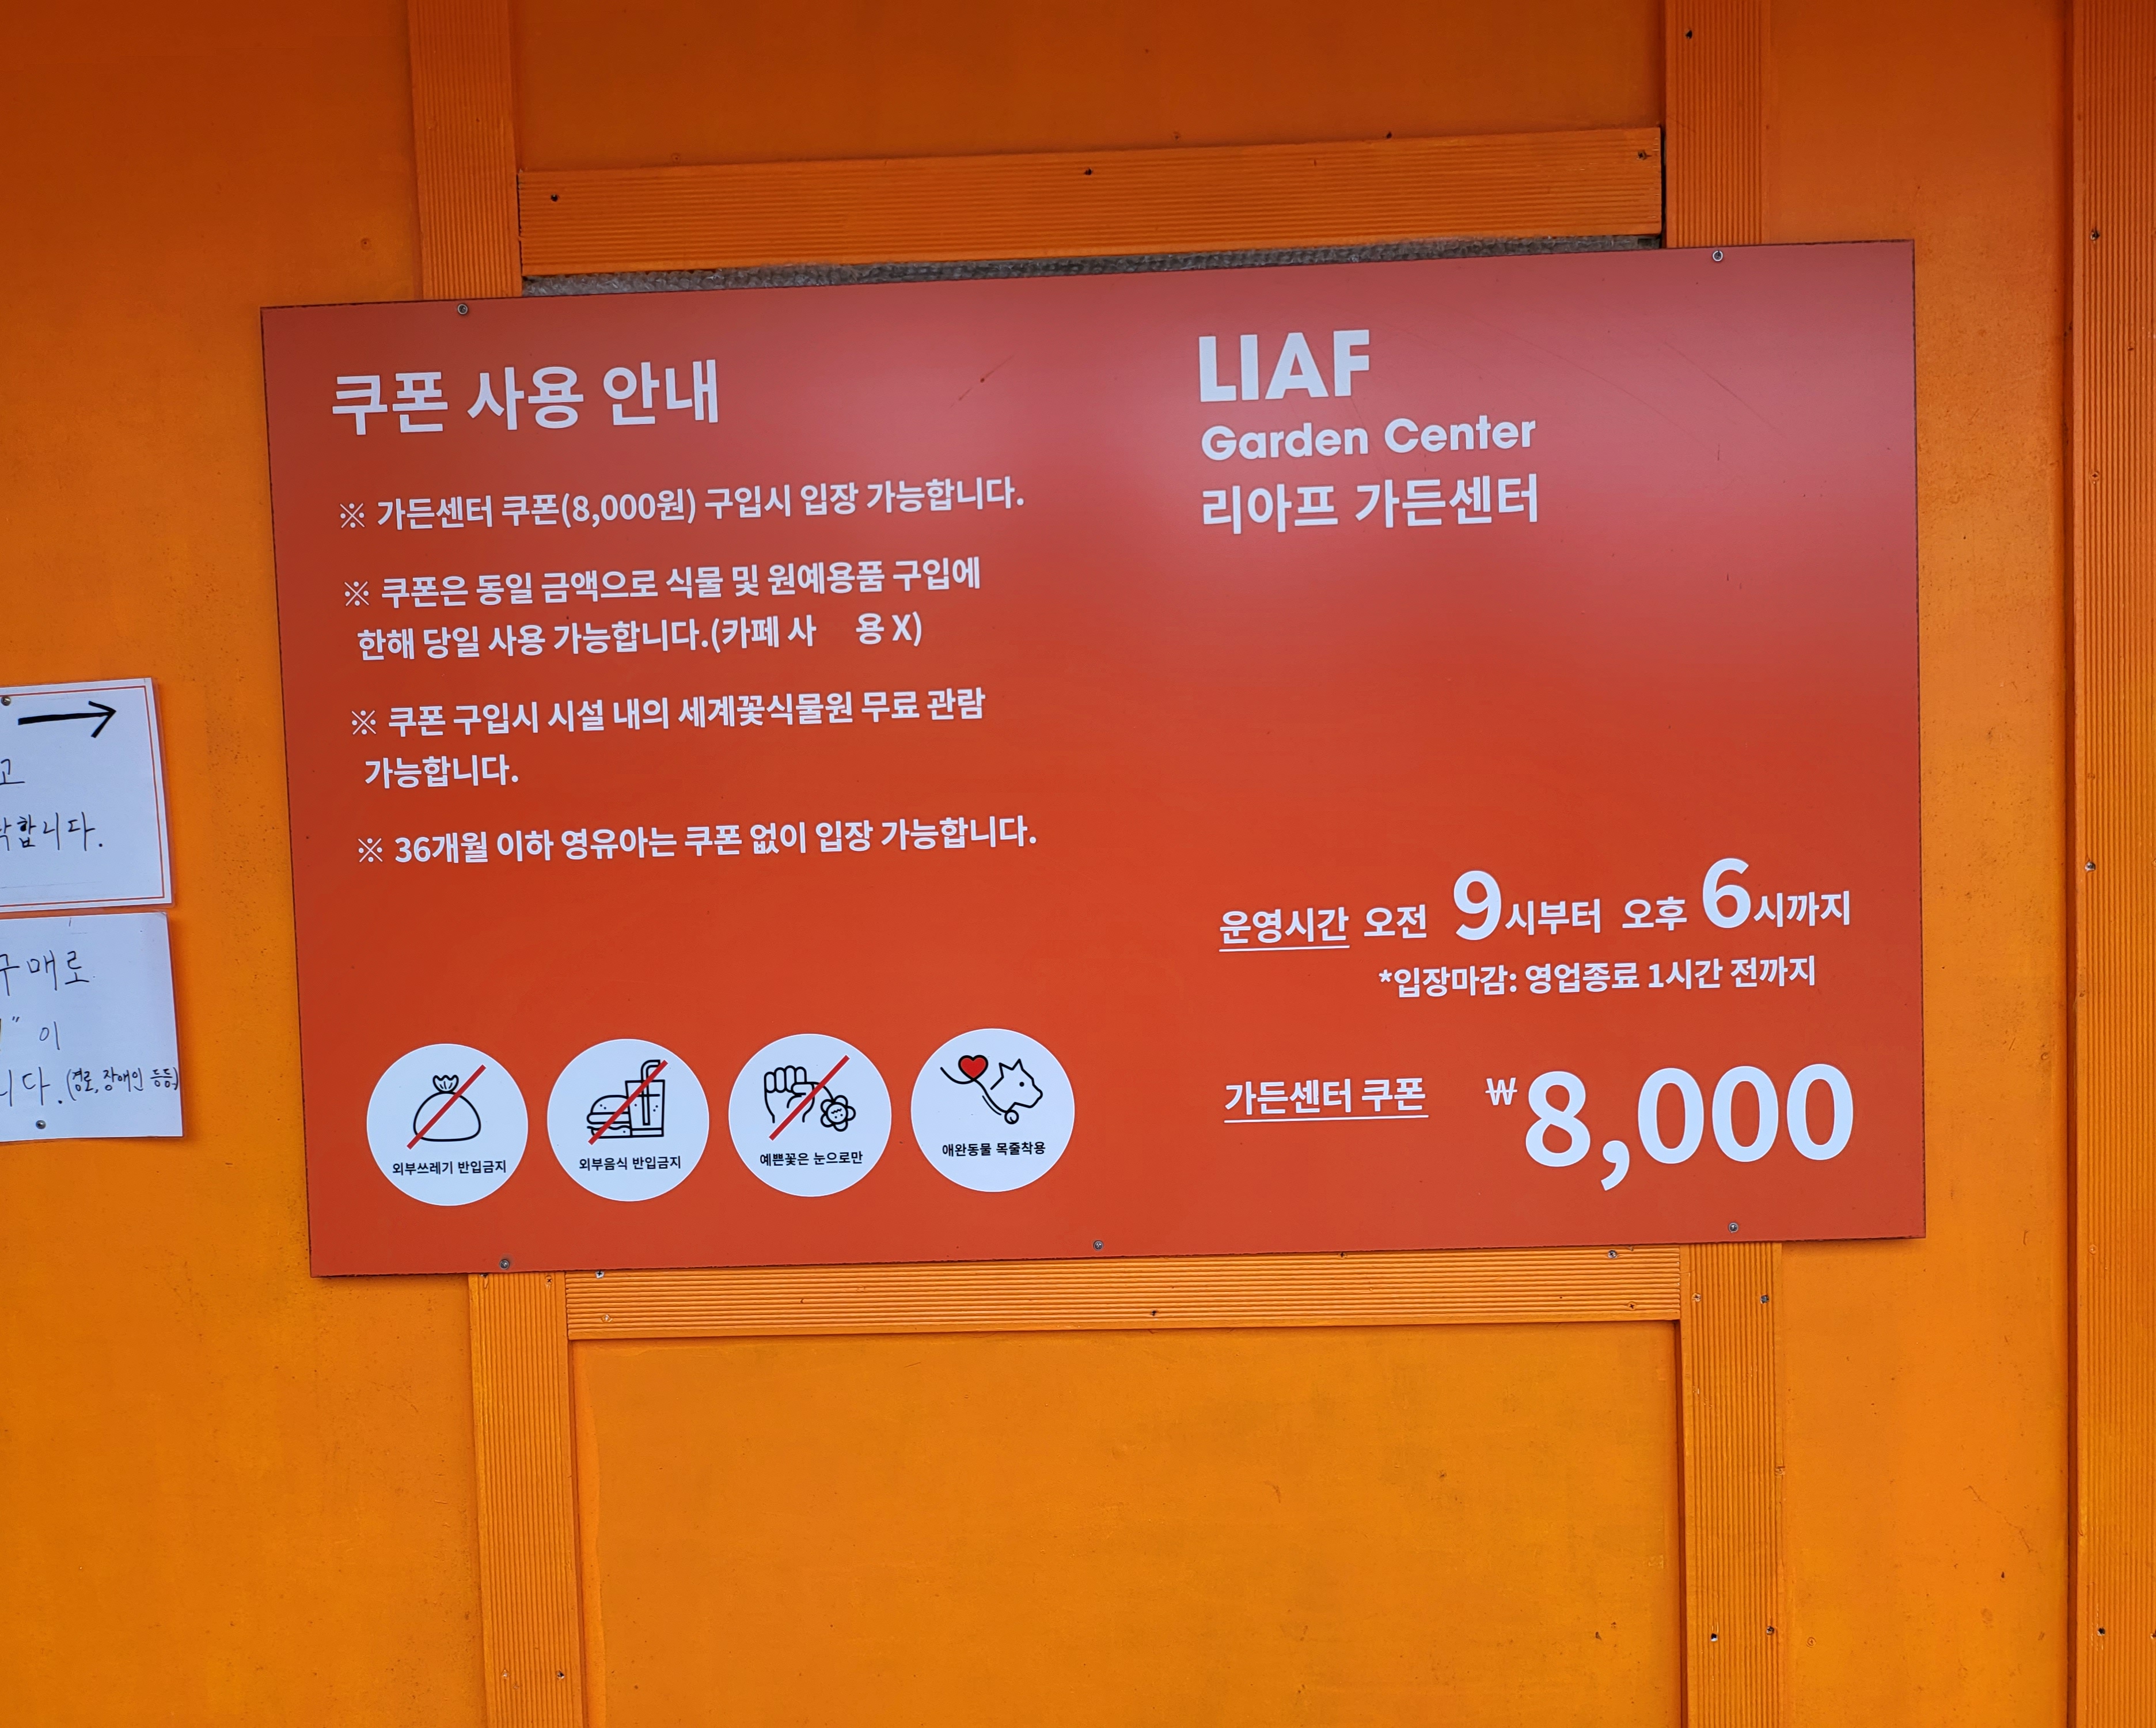 쿠폰 사용 안내
※ 가든센터 쿠폰(8,000원) 구입시 입장 가능합니다.
※ 쿠폰은 동일 금액으로 식물 및 원예용품 구입에
한해 당일 사용 가능합니다.(카페 사 용 X)
※ 쿠폰 구입시 시설 내의 세계꽃식물원 무료 관람
가능합니다.
※ 36개월 이하 영유아는 쿠폰 없이 입장 가능합니다.
외부쓰레기 반입금지
외부음식 반입금지
예쁜꽃은 눈으로만
애완동물 목줄착용
LIAF
Garden Center
리아프 가든센터
운영시간 오전 9시부터 오후 6시까지
*입장마감: 영업종료 1시간 전까지
가든센터 쿠폰 ₩8,000
고
합니다.
구매로
" 이
니다. (경로, 장애인 등등)